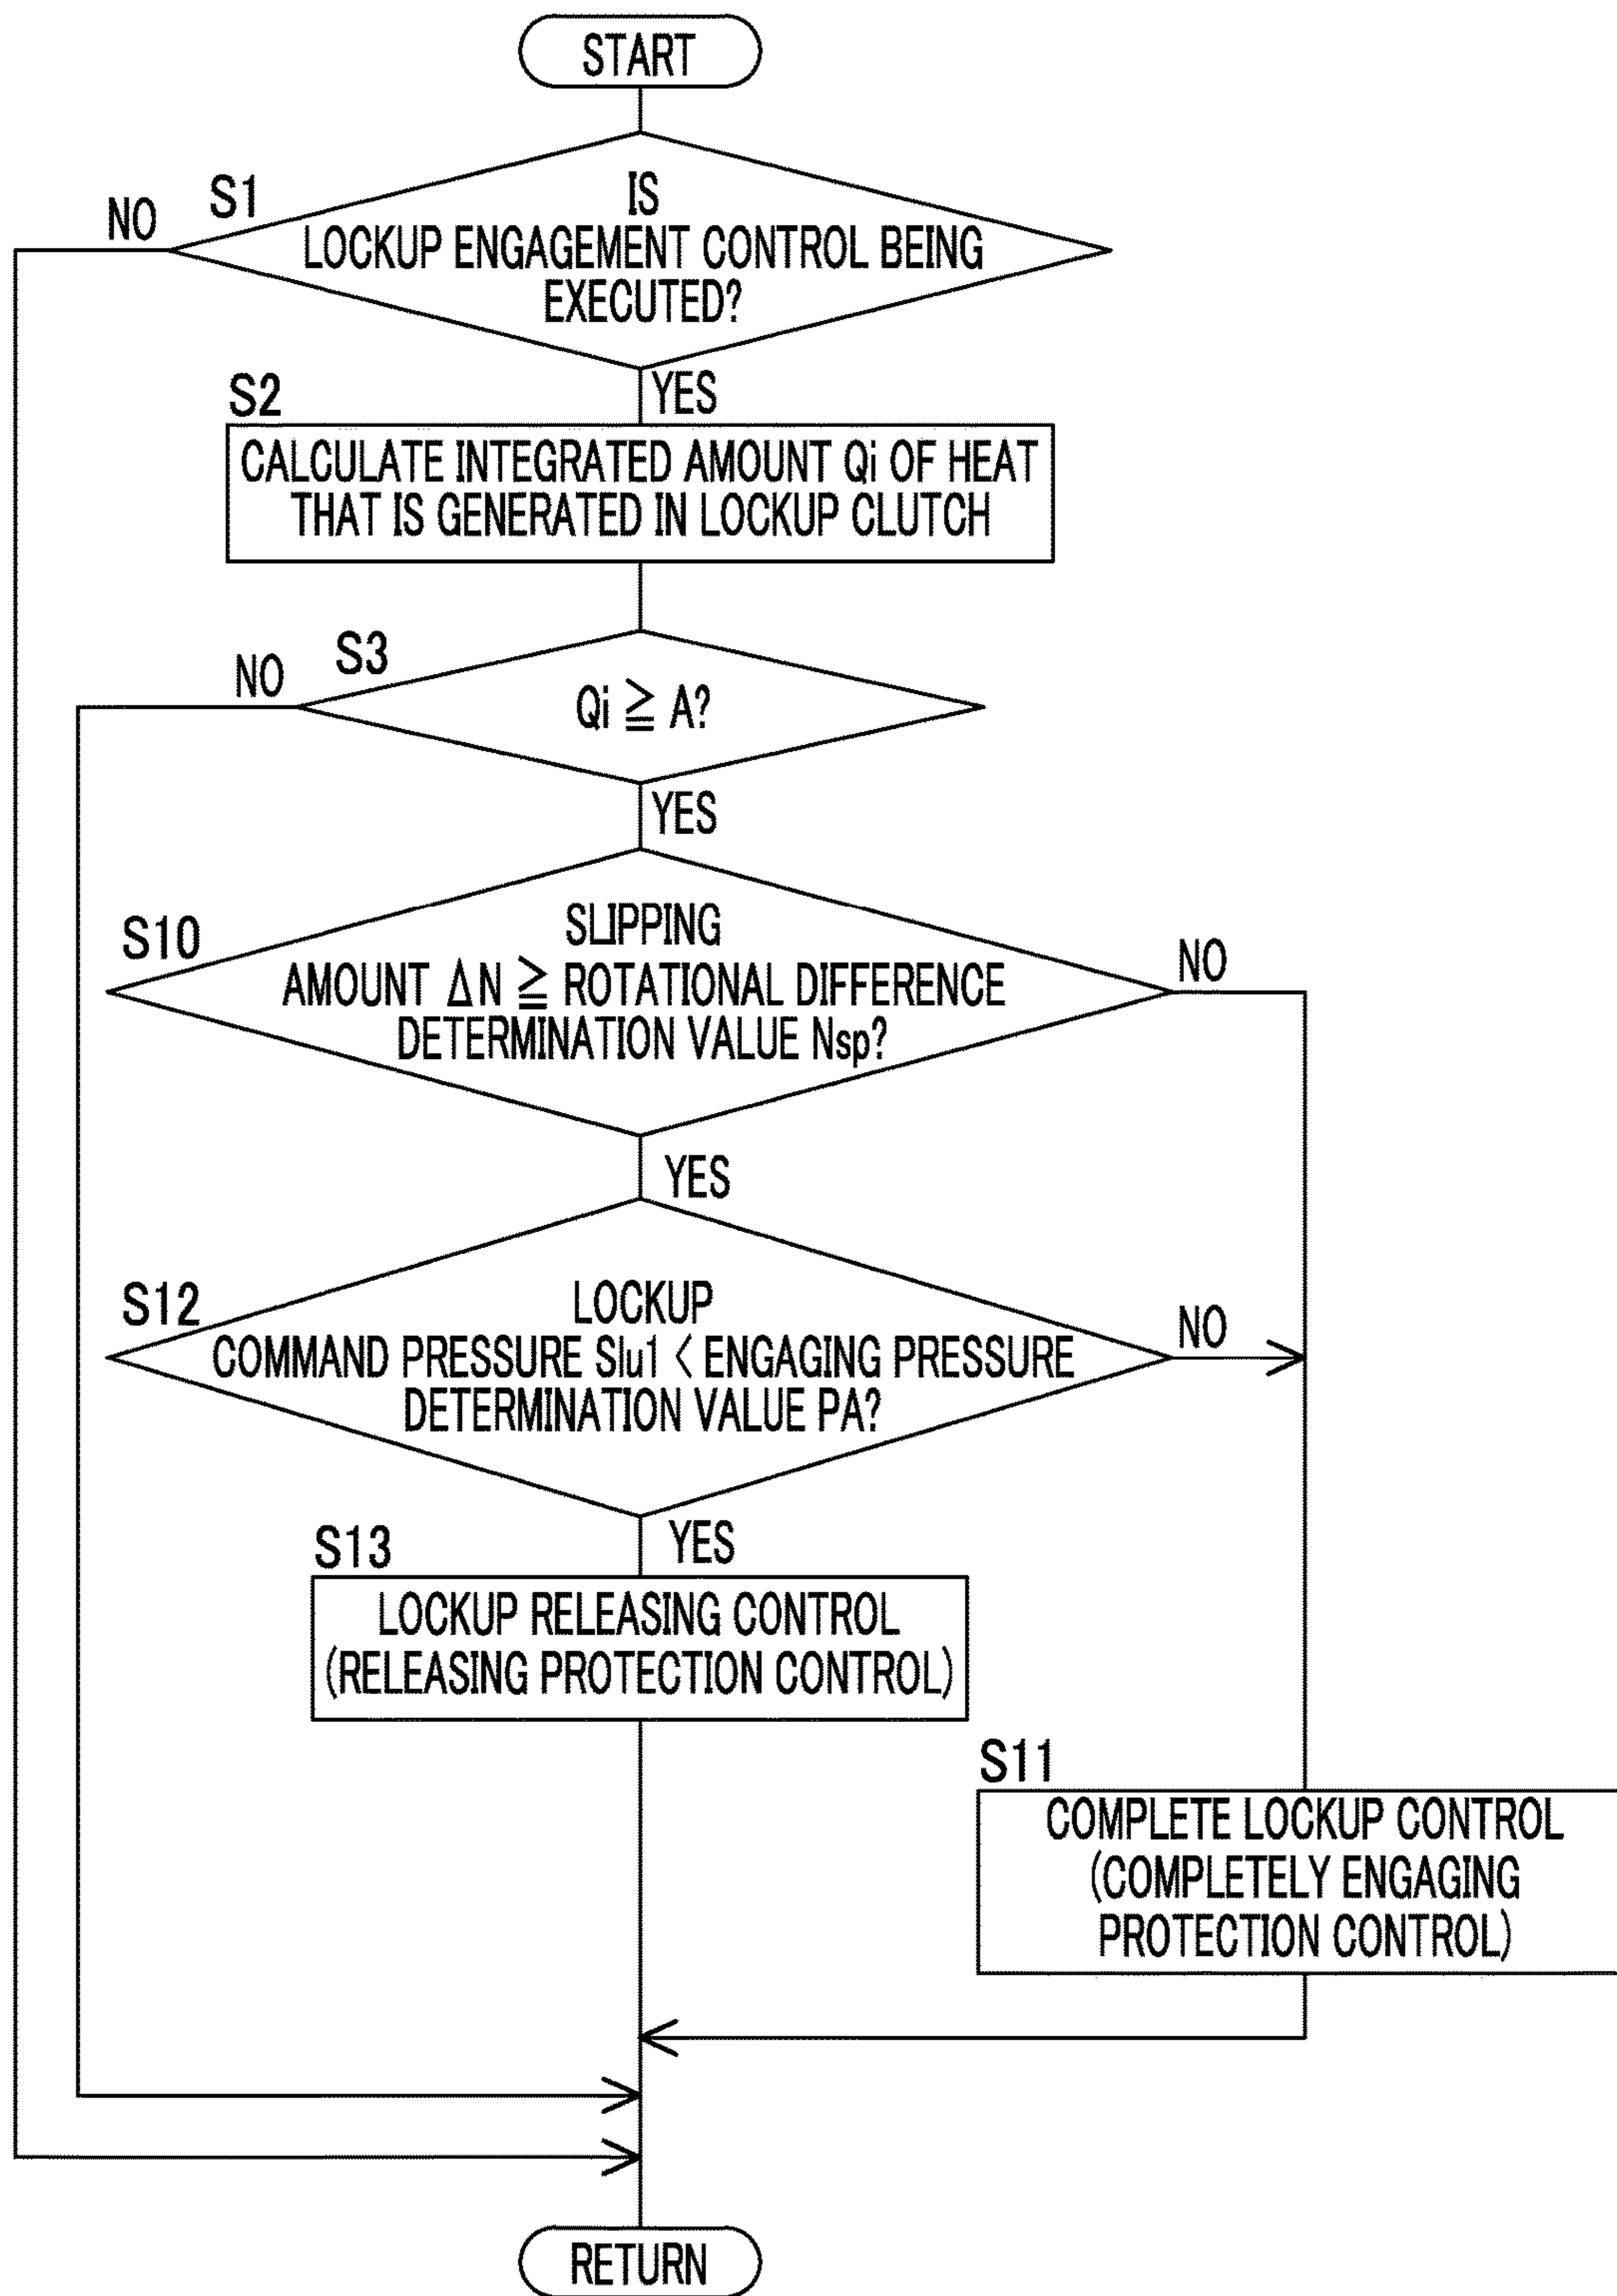 START
S1
NO
IS
LOCKUP ENGAGEMENT CONTROL BEING
EXECUTED?
YES
S2
CALCULATE INTEGRATED AMOUNT Qi OF HEAT
THAT IS GENERATED IN LOCKUP CLUTCH
S3
NO
Qi ≧ A?
YES
S10
SLIPPING
AMOUNT ΔN ≧ ROTATIONAL DIFFERENCE
DETERMINATION VALUE Nsp?
NO
YES
S12
LOCKUP
COMMAND PRESSURE Slu1 < ENGAGING PRESSURE
DETERMINATION VALUE PA?
NO
YES
S13
LOCKUP RELEASING CONTROL
(RELEASING PROTECTION CONTROL)
S11
COMPLETE LOCKUP CONTROL
(COMPLETELY ENGAGING
PROTECTION CONTROL)
RETURN